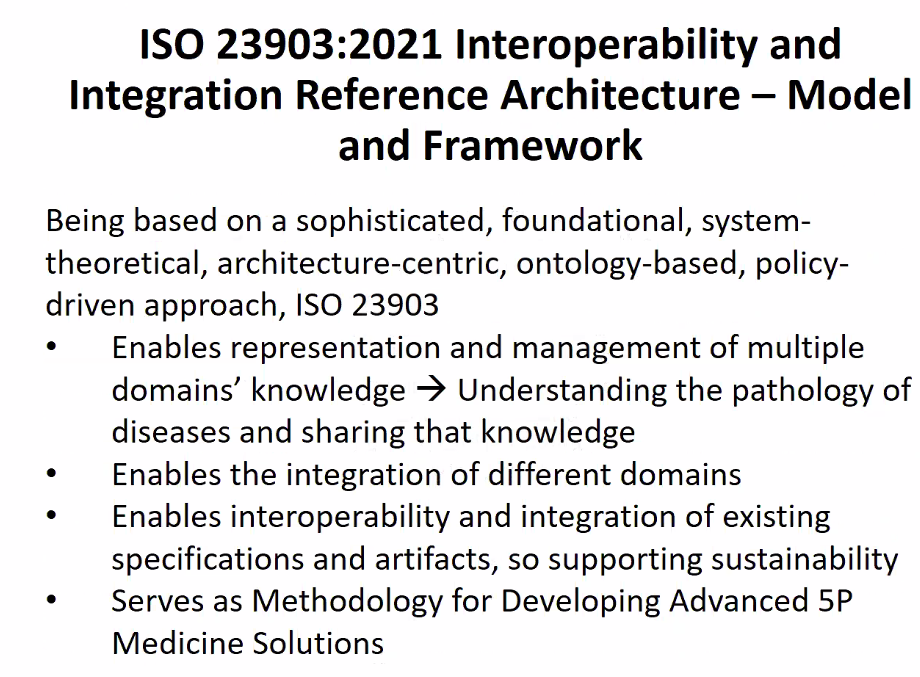 ISO 23903:2021 Interoperability and
Integration Reference Architecture – Model
and Framework
Being based on a sophisticated, foundational, system-
theoretical, architecture-centric, ontology-based, policy-
driven approach, ISO 23903
• Enables representation and management of multiple
domains’ knowledge → Understanding the pathology of
diseases and sharing that knowledge
• Enables the integration of different domains
• Enables interoperability and integration of existing
specifications and artifacts, so supporting sustainability
• Serves as Methodology for Developing Advanced 5P
Medicine Solutions